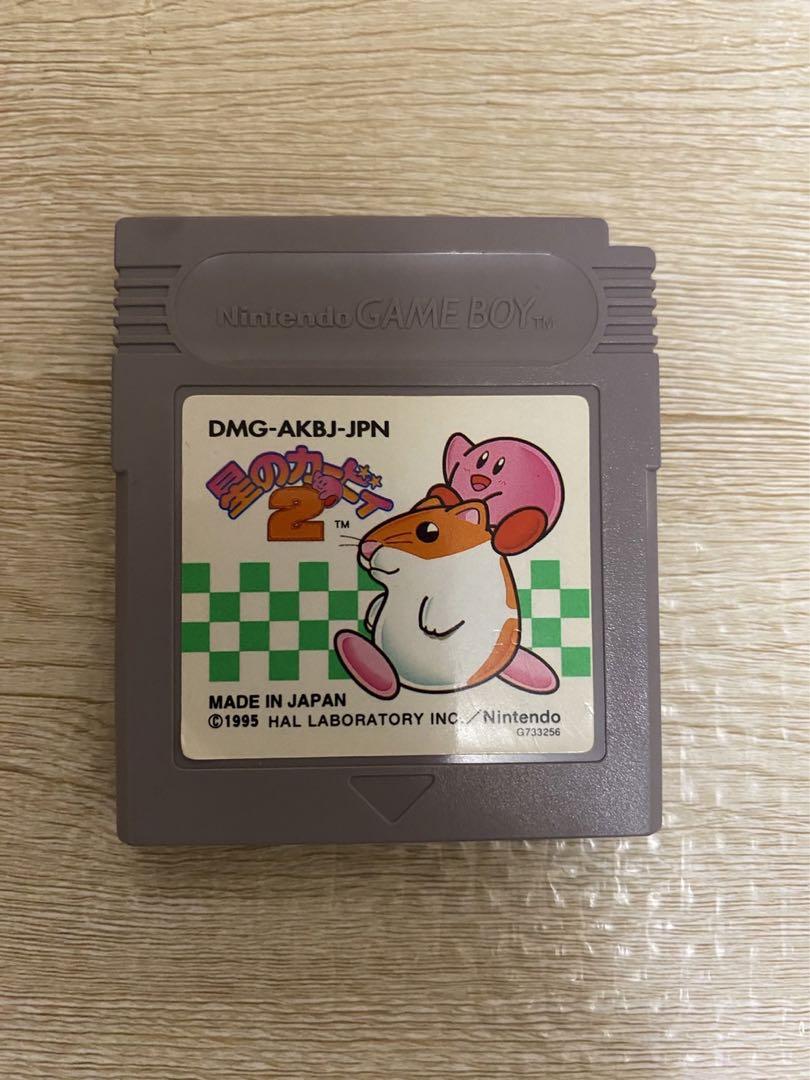 Nintendo GAME BOY TM
DMG-AKBJ-JPN
星のカービィ
2 TM
MADE IN JAPAN
©1995 HAL LABORATORY INC./Nintendo
G733256